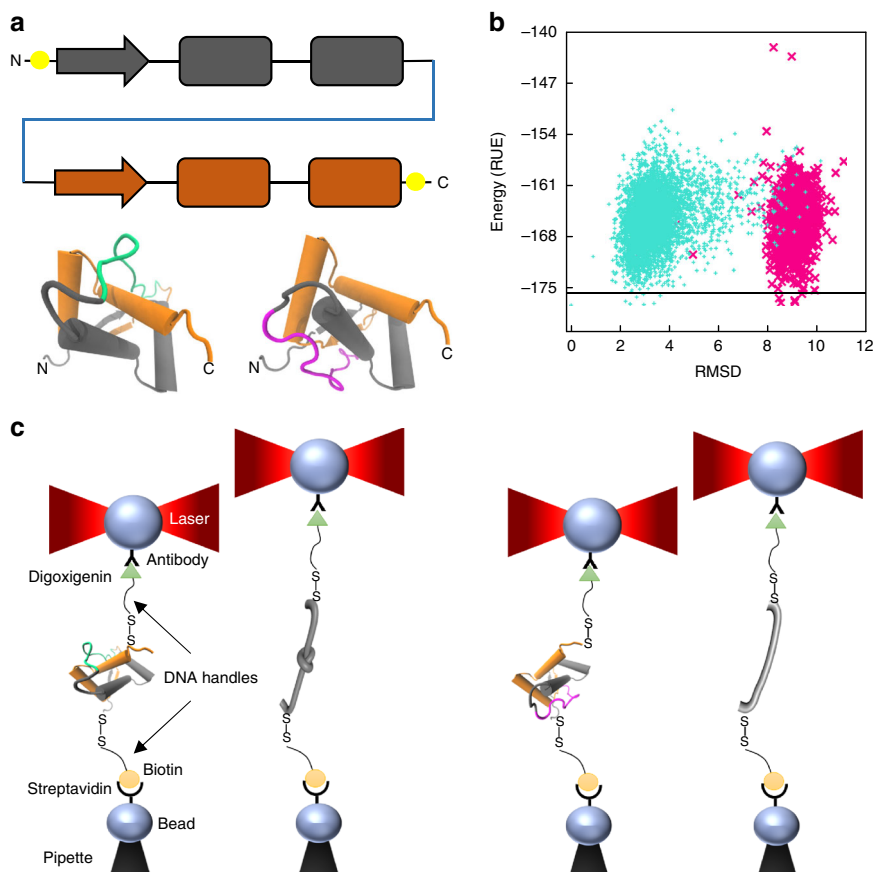 a
N
C
N
C
N
C
b
Energy (RUE)
−140
−147
−154
−161
−168
−175
0 2 4 6 8 10 12
RMSD
c
Laser
Antibody
Digoxigenin
S
S
DNA handles
S
S
Biotin
Streptavidin
Bead
Pipette
S
S
S
S
S
S
S
S
S
S
S
S